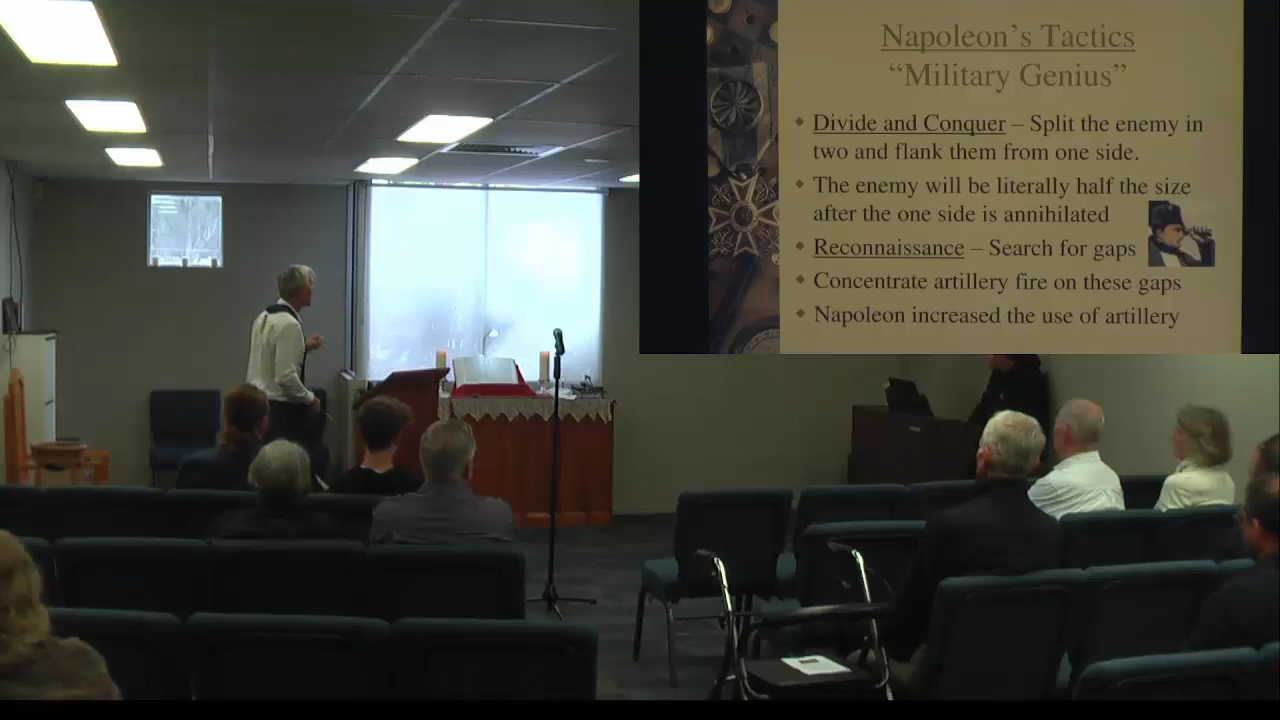 Napoleon's Tactics
“Military Genius”
Divide and Conquer – Split the enemy in
two and flank them from one side.
The enemy will be literally half the size
after the one side is annihilated
Reconnaissance – Search for gaps
Concentrate artillery fire on these gaps
Napoleon increased the use of artillery